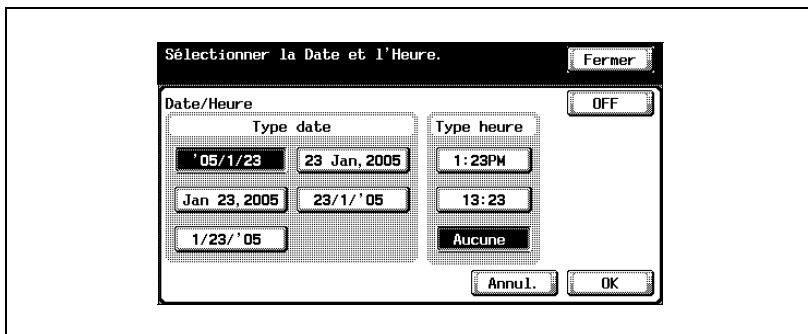 Sélectionner la Date et l'Heure.
Fermer
Date/Heure
OFF
Type date
Type heure
'05/1/23
23 Jan, 2005
1:23PM
Jan 23, 2005
23/1/'05
13:23
1/23/'05
Aucune
Annul.
OK